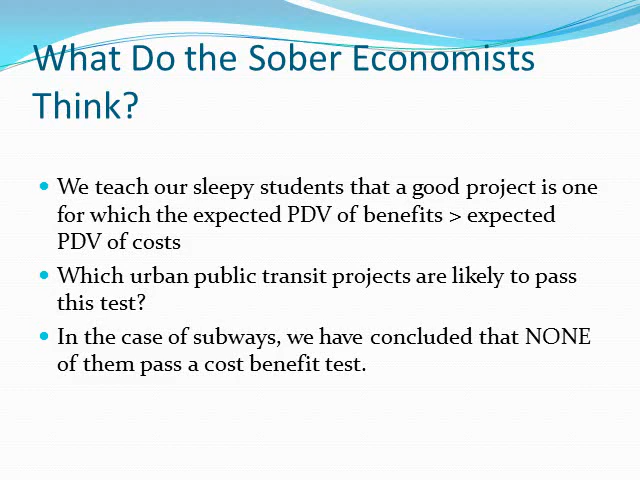 What Do the Sober Economists
Think?
We teach our sleepy students that a good project is one
for which the expected PDV of benefits > expected
PDV of costs
Which urban public transit projects are likely to pass
this test?
In the case of subways, we have concluded that NONE
of them pass a cost benefit test.